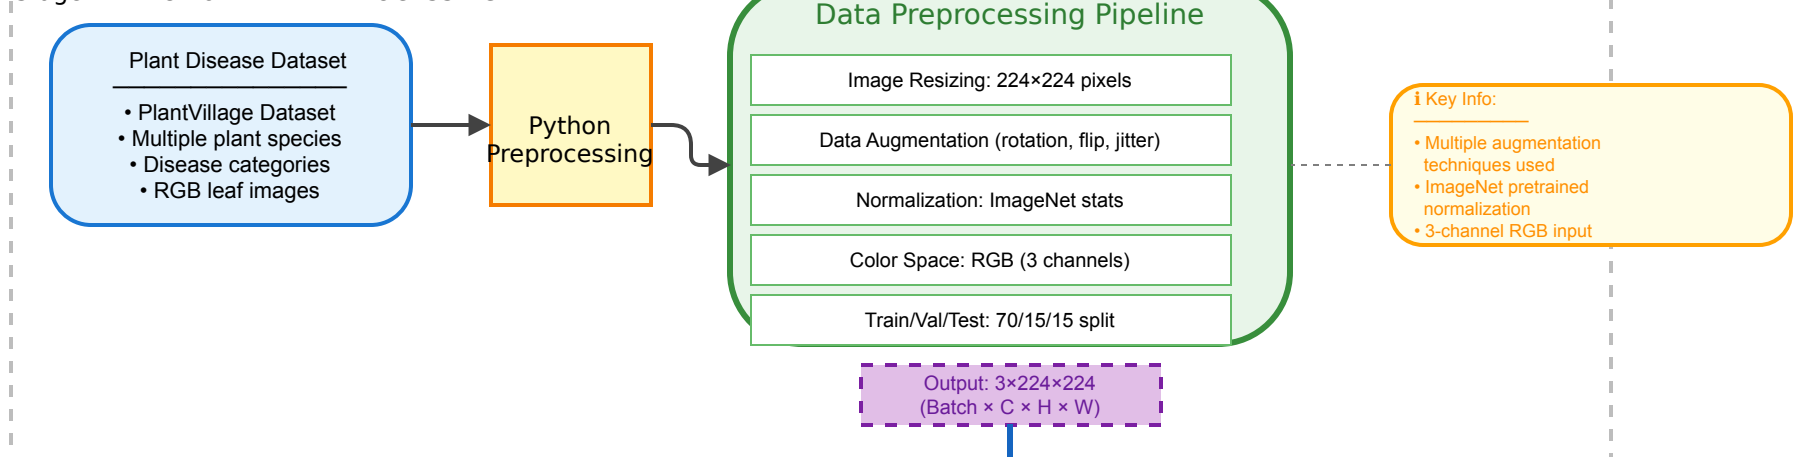 Plant Disease Dataset
• PlantVillage Dataset
• Multiple plant species
• Disease categories
• RGB leaf images
Python
Preprocessing
Data Preprocessing Pipeline
Image Resizing: 224×224 pixels
Data Augmentation (rotation, flip, jitter)
Normalization: ImageNet stats
Color Space: RGB (3 channels)
Train/Val/Test: 70/15/15 split
Output: 3×224×224
(Batch × C × H × W)
ℹ Key Info:
• Multiple augmentation
techniques used
• ImageNet pretrained
normalization
• 3-channel RGB input